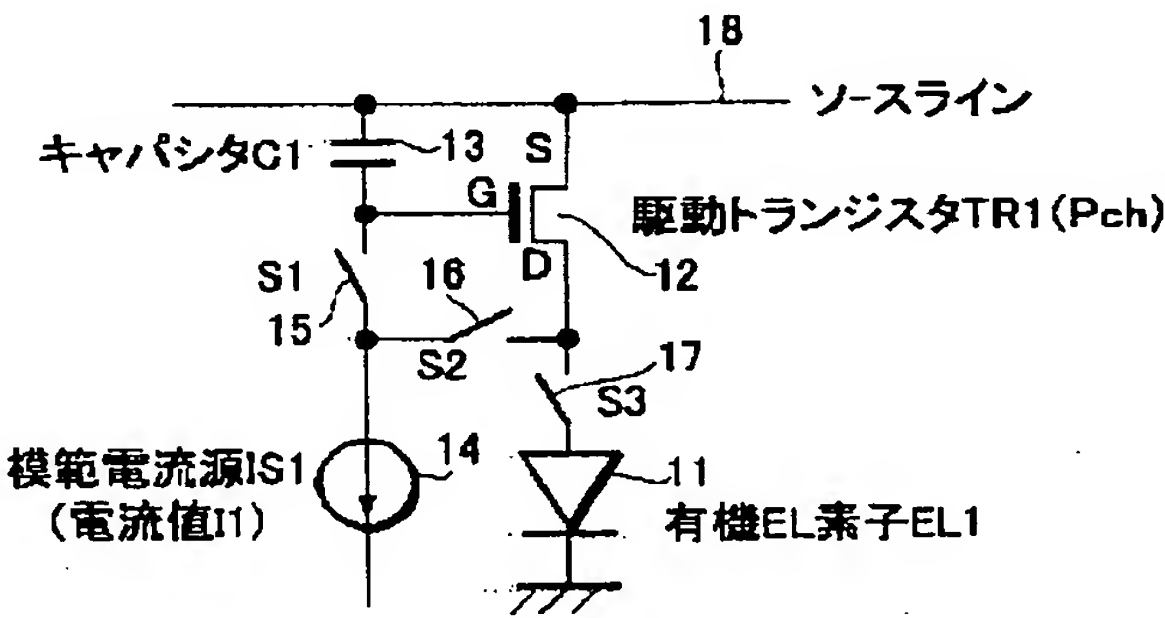 18
ソースライン
キャパシタC1
13
S
G
駆動トランジスタTR1(Pch)
D
12
S1
16
15
S2
17
S3
模範電流源IS1
14
(電流値I1)
11
有機EL素子EL1